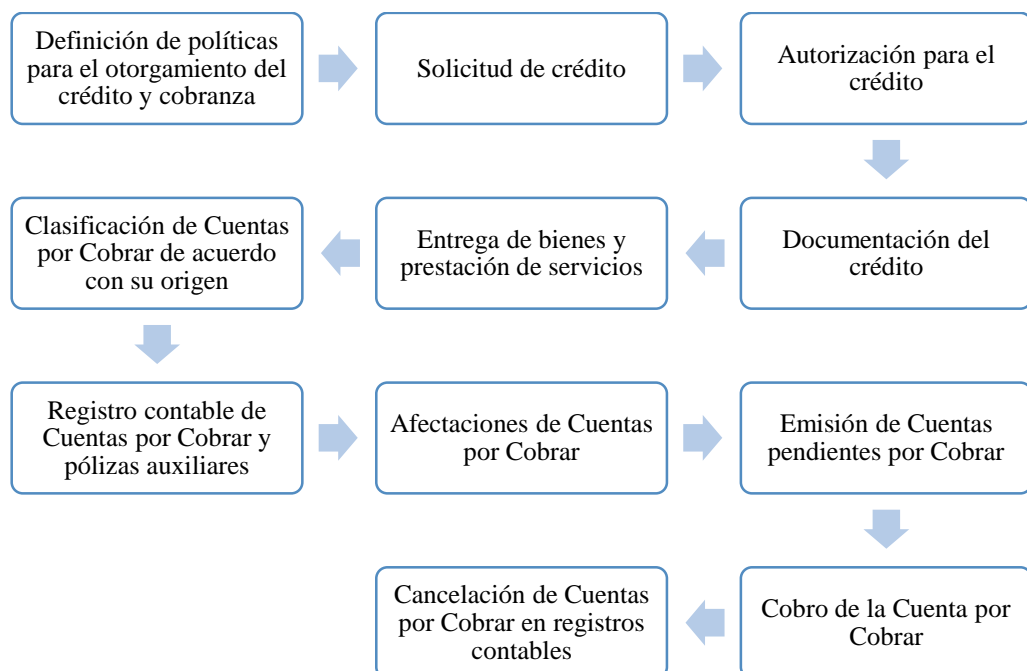 Definición de políticas
para el otorgamiento del
crédito y cobranza
Solicitud de crédito
Autorización para el
crédito
Documentación del
crédito
Entrega de bienes y
prestación de servicios
Clasificación de Cuentas
por Cobrar de acuerdo
con su origen
Registro contable de
Cuentas por Cobrar y
pólizas auxiliares
Afectaciones de Cuentas
por Cobrar
Emisión de Cuentas
pendientes por Cobrar
Cobro de la Cuenta por
Cobrar
Cancelación de Cuentas
por Cobrar en registros
contables